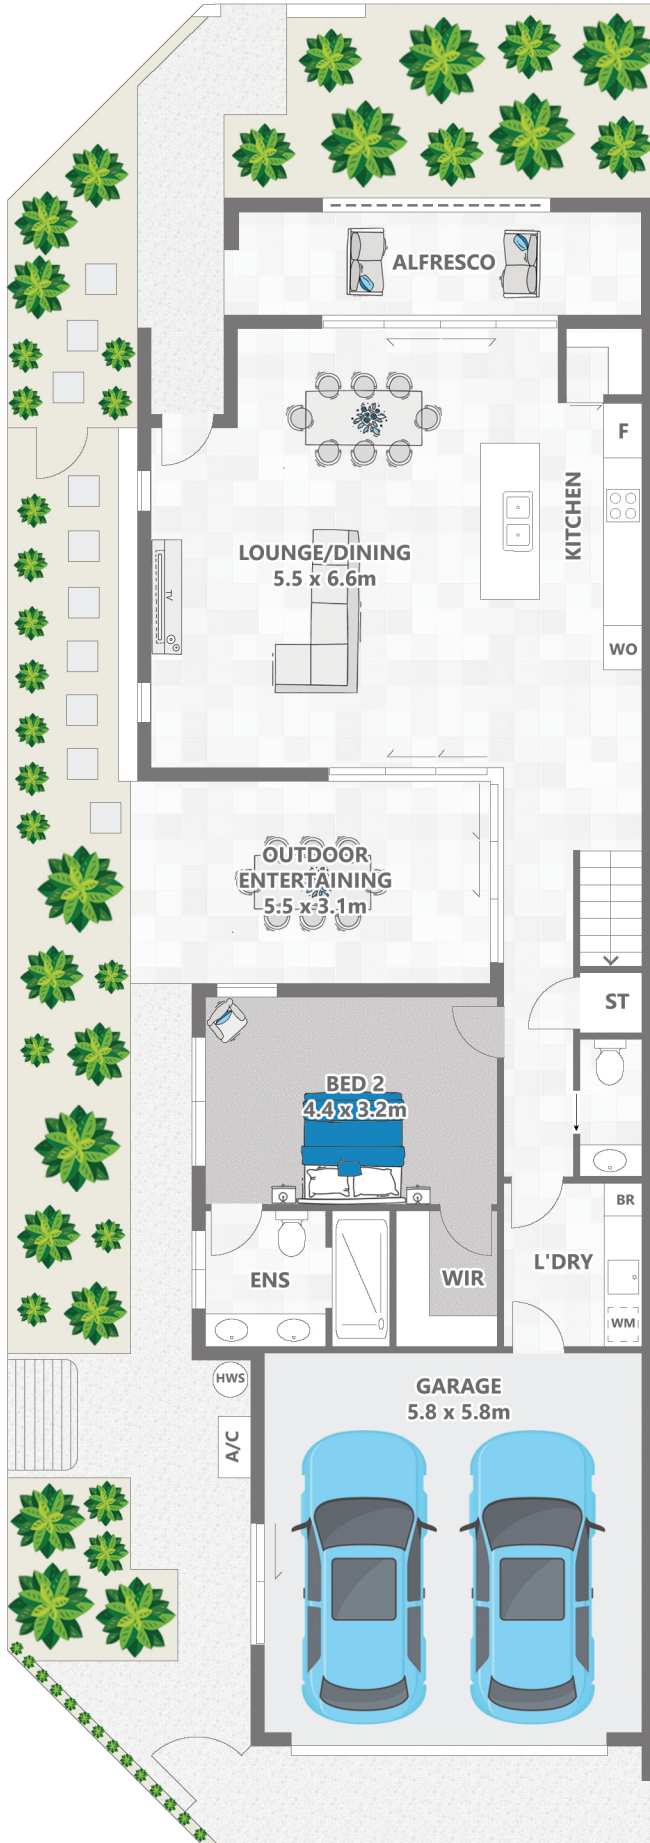 ALFRESCO
F
KITCHEN
LOUNGE/DINING
5.5 x 6.6m
TV
WO
OUTDOOR
ENTERTAINING
5.5 x 3.1m
ST
BED 2
4.4 x 3.2m
BR
L'DRY
ENS
WIR
WM
HWS
GARAGE
5.8 x 5.8m
A/C